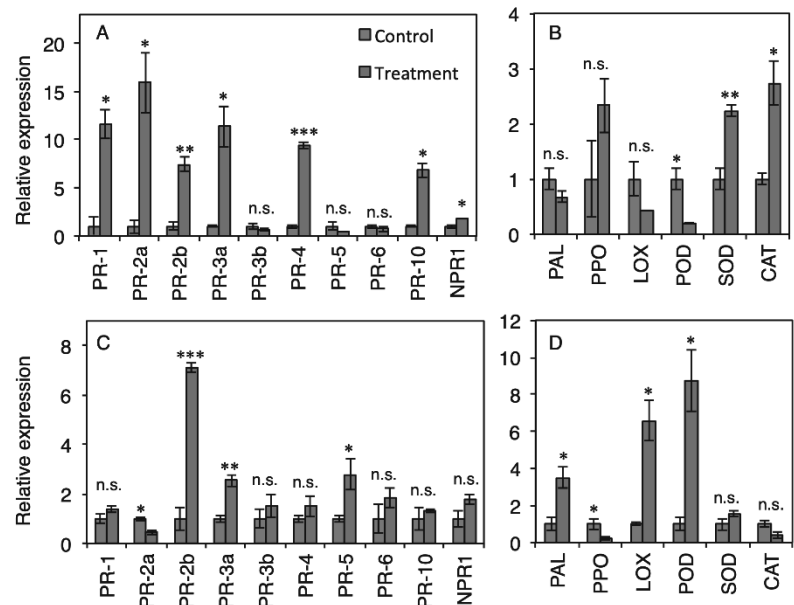 A
Control
Treatment
Relative expression
20
15
10
5
0
*
*
**
*
n.s.
***
n.s.
n.s.
*
*
PR-1
PR-2a
PR-2b
PR-3a
PR-3b
PR-4
PR-5
PR-6
PR-10
NPR1
B
4
3
2
1
0
n.s.
n.s.
n.s.
*
**
*
PAL
PPO
LOX
POD
SOD
CAT
C
Relative expression
8
6
4
2
0
n.s.
*
***
**
n.s.
n.s.
*
n.s.
n.s.
n.s.
PR-1
PR-2a
PR-2b
PR-3a
PR-3b
PR-4
PR-5
PR-6
PR-10
NPR1
D
12
10
8
6
4
2
0
*
*
*
*
n.s.
n.s.
PAL
PPO
LOX
POD
SOD
CAT